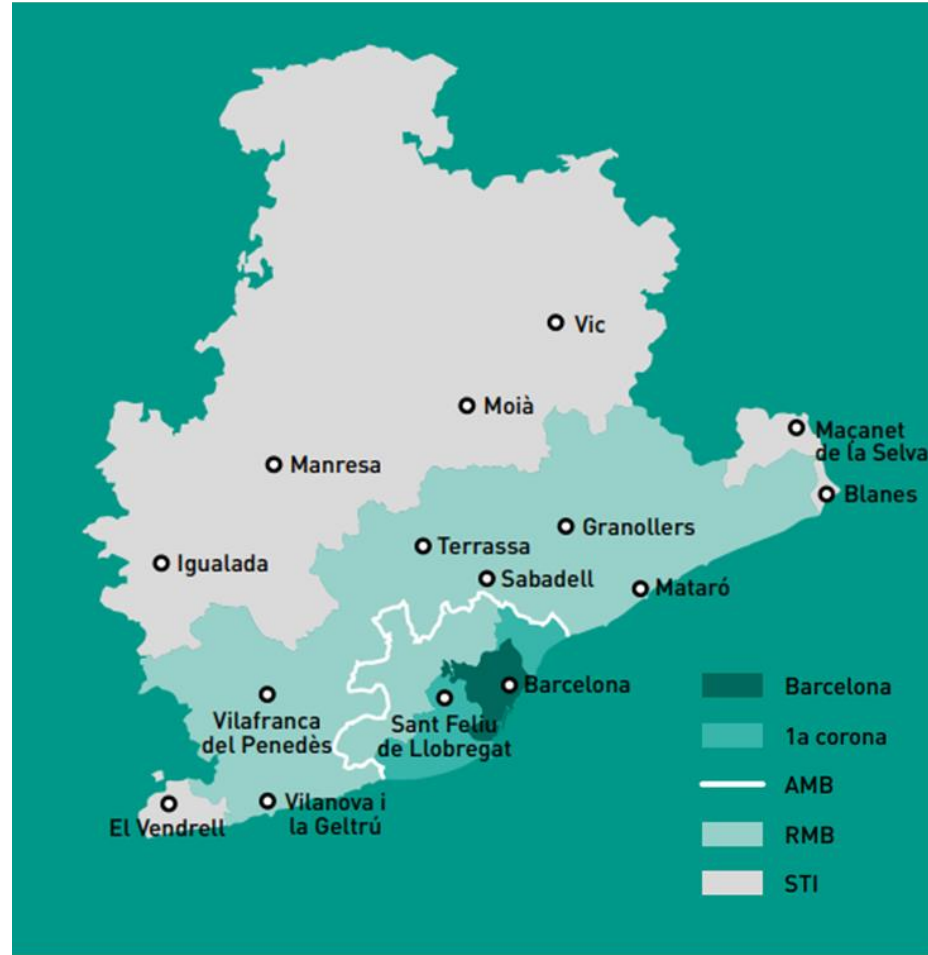 Vic
Moià
Maçanet
de la Selva
Manresa
Blanes
Granollers
Terrassa
Igualada
Sabadell
Mataró
Barcelona
Vilafranca
del Penedès
Sant Feliu
de Llobregat
El Vendrell
Vilanova i
la Geltrú
Barcelona
1a corona
AMB
RMB
STI